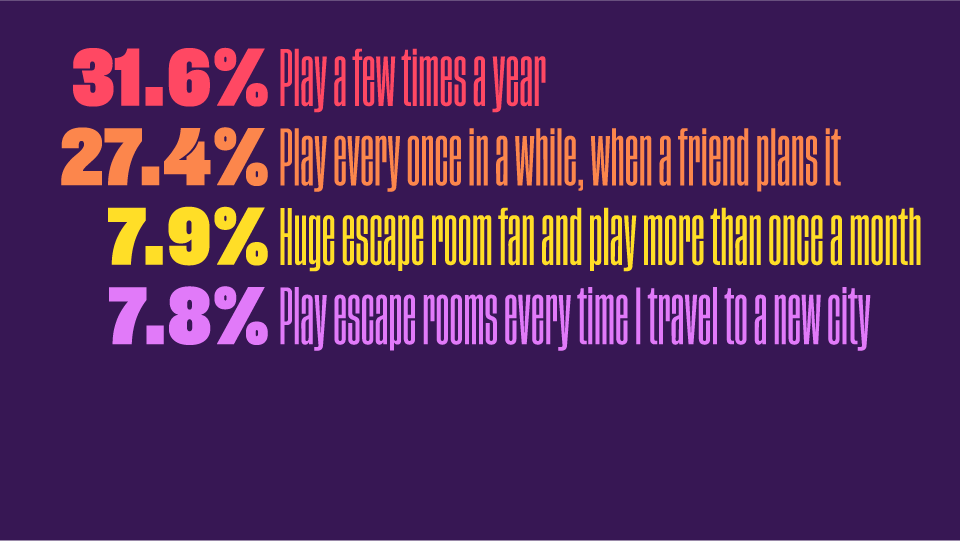 31.6% Play a few times a year
27.4% Play every once in a while, when a friend plans it
7.9% Huge escape room fan and play more than once a month
7.8% Play escape rooms every time I travel to a new city